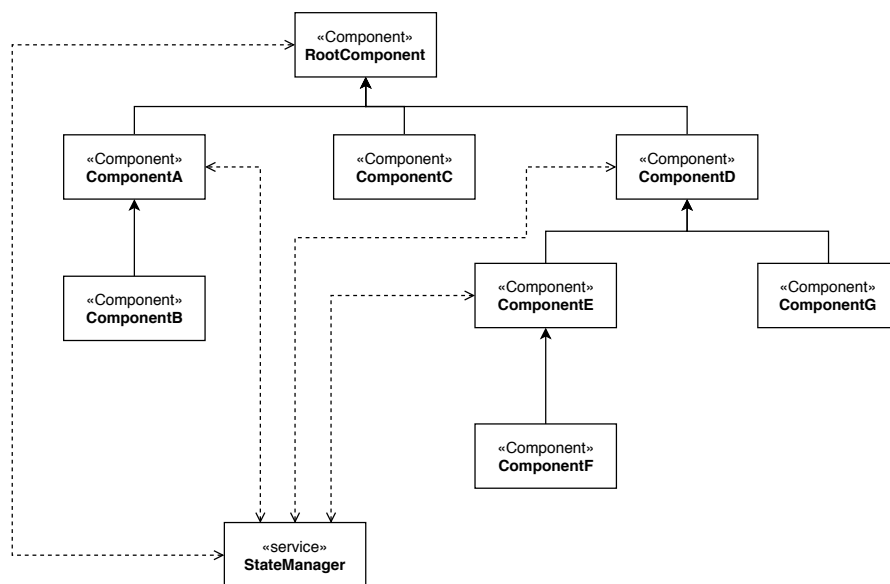 «Component»
RootComponent
«Component»
ComponentA
«Component»
ComponentC
«Component»
ComponentD
«Component»
ComponentB
«Component»
ComponentE
«Component»
ComponentG
«Component»
ComponentF
«service»
StateManager